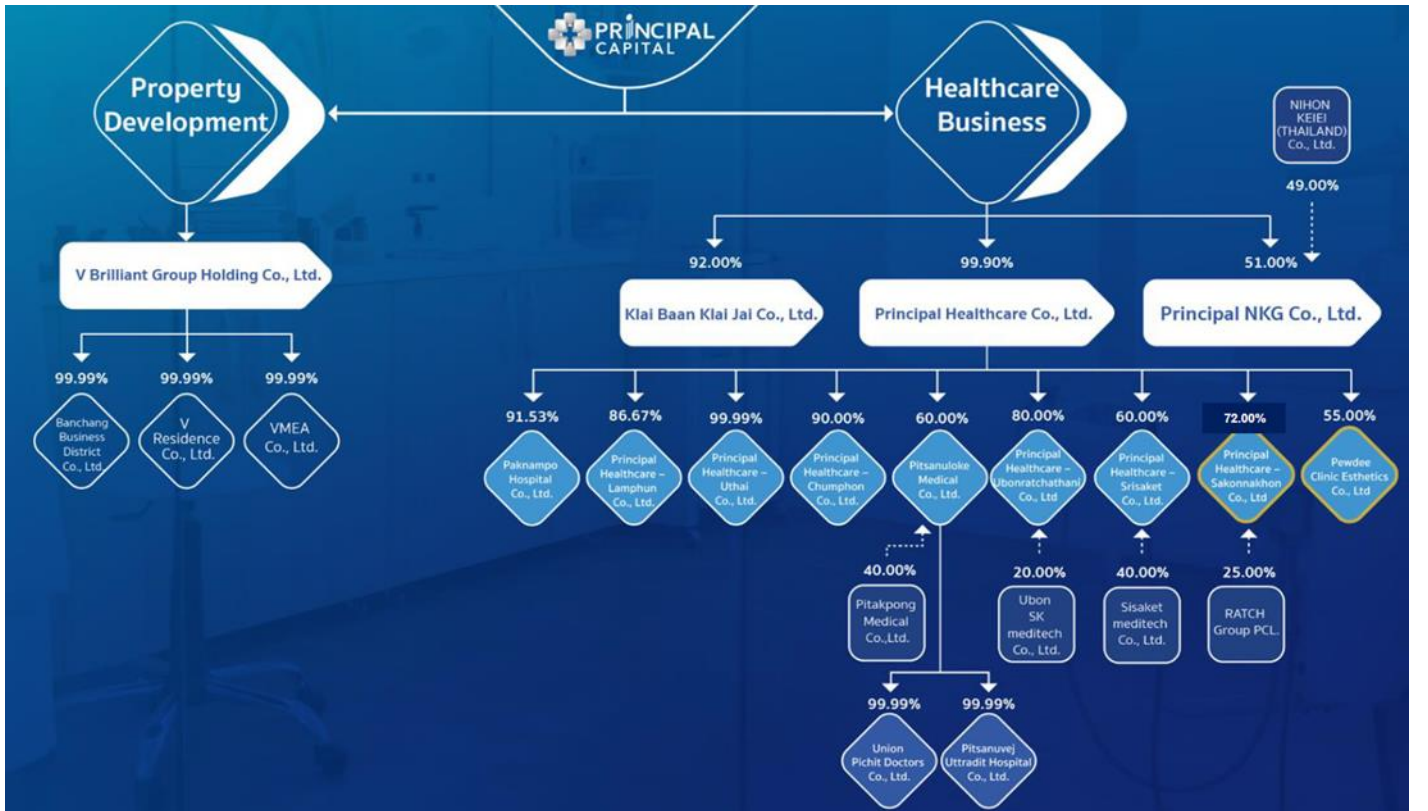 PRINCIPAL
CAPITAL
Property
Development
Healthcare
Business
NIHON
KEIEI
(THAILAND)
Co., Ltd.
49.00%
V Brilliant Group Holding Co., Ltd.
92.00%
99.90%
51.00%
Klai Baan Klai Jai Co., Ltd.
Principal Healthcare Co., Ltd.
Principal NKG Co., Ltd.
99.99%
99.99%
99.99%
Banchang
Business
District
Co., Ltd.
V
Residence
Co., Ltd.
VMEA
Co., Ltd.
91.53%
86.67%
99.99%
90.00%
60.00%
80.00%
60.00%
72.00%
55.00%
Paknampo
Hospital
Co., Ltd.
Principal
Healthcare –
Lamphun
Co., Ltd.
Principal
Healthcare –
Uthai
Co., Ltd.
Principal
Healthcare –
Chumphon
Co., Ltd.
Pitsanuloke
Medical
Co., Ltd.
Principal
Healthcare –
Ubonratchathani
Co., Ltd
Principal
Healthcare –
Srisaket
Co., Ltd.
Principal
Healthcare –
Sakonnakhon
Co., Ltd
Pewdee
Clinic Esthetics
Co., Ltd
40.00%
20.00%
40.00%
25.00%
Pitakpong
Medical
Co.,Ltd.
Ubon
SK
meditech
Co., Ltd.
Sisaket
meditech
Co., Ltd.
RATCH
Group PCL.
99.99%
99.99%
Union
Pichit Doctors
Co., Ltd.
Pitsanuvej
Uttradit Hospital
Co., Ltd.